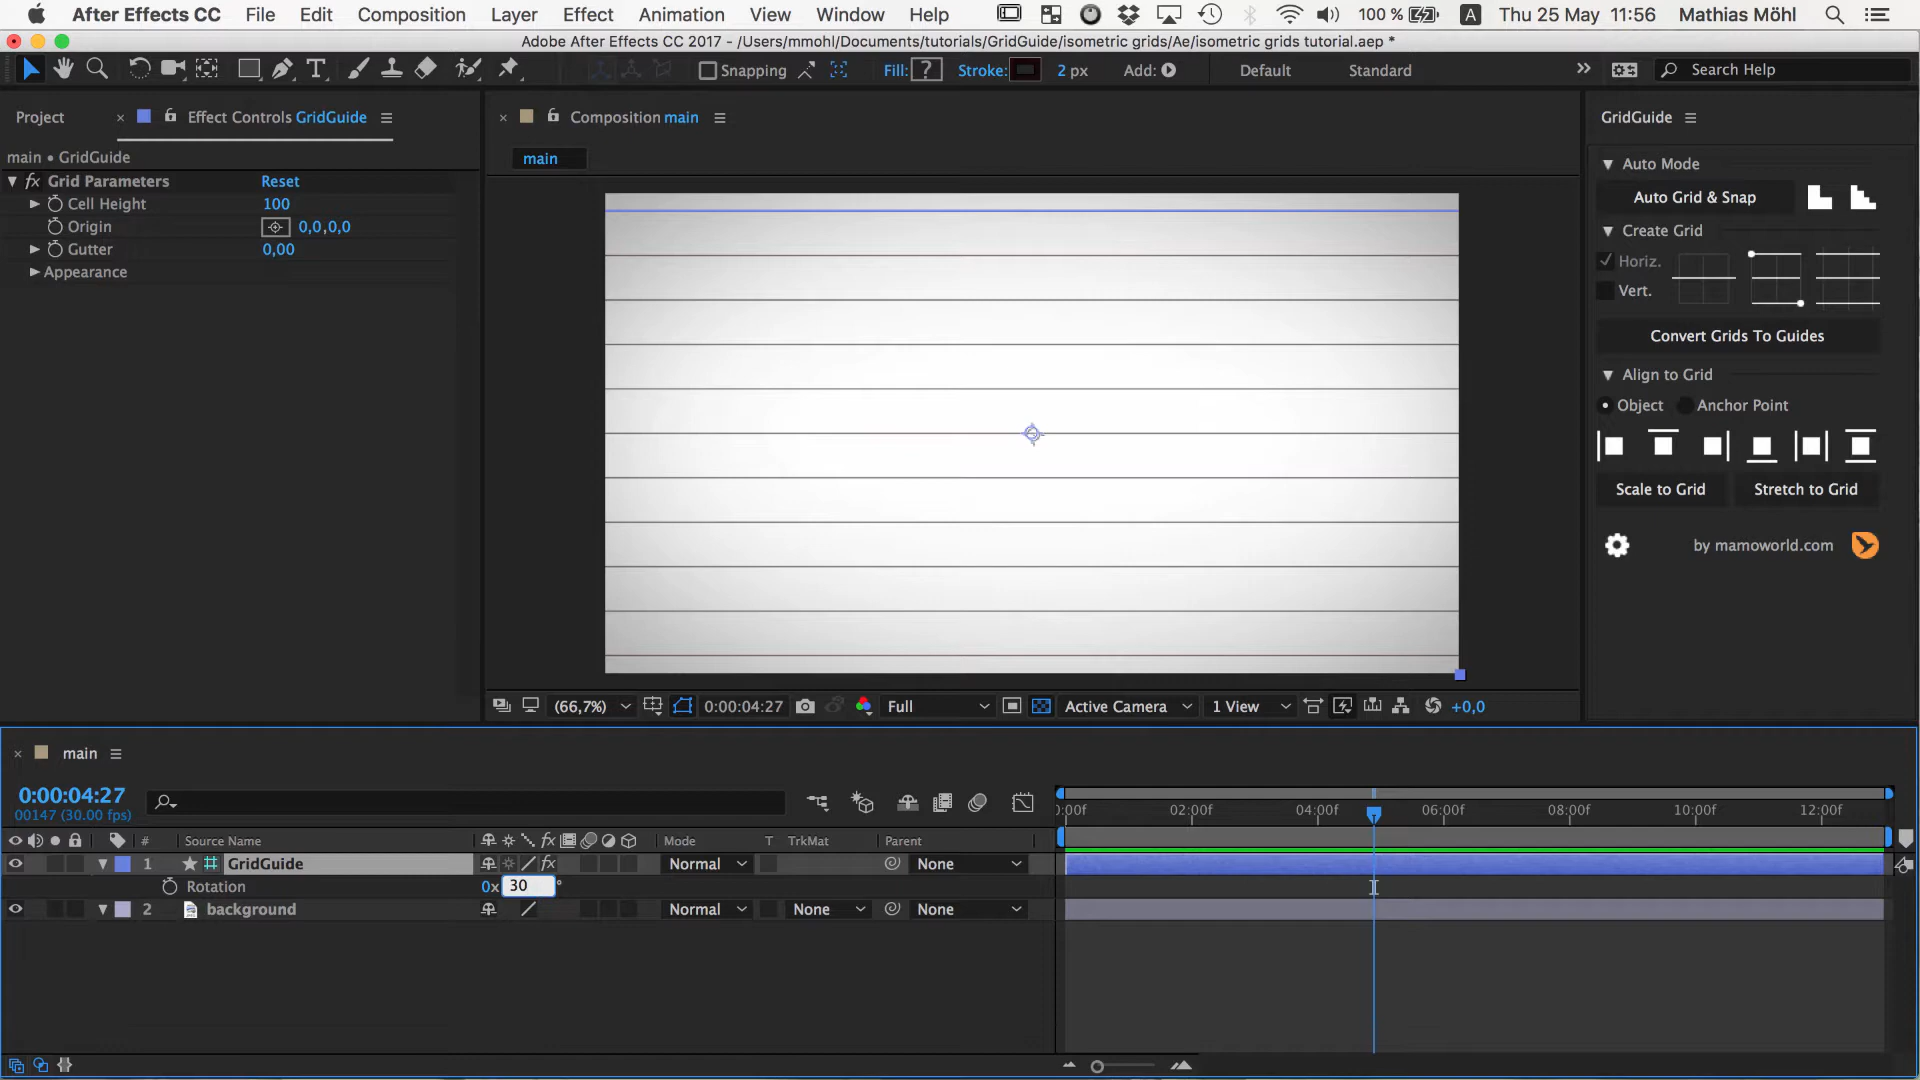 After Effects CC File Edit Composition Layer Effect Animation View Window Help 100 % A Thu 25 May 11:56 Mathias Möhl
Adobe After Effects CC 2017 - /Users/mmohl/Documents/tutorials/GridGuide/isometric grids/Ae/isometric grids tutorial.aep *
T Snapping Fill: ? Stroke: 2 px Add: Default Standard >> Search Help
Project × Effect Controls GridGuide
main • GridGuide
fx Grid Parameters Reset
Cell Height 100
Origin 0,0,0,0
Gutter 0,00
Appearance
× Composition main
main
GridGuide
Auto Mode
Auto Grid & Snap
Create Grid
Horiz.
Vert.
Convert Grids To Guides
Align to Grid
Object Anchor Point
Scale to Grid Stretch to Grid
by mamoworld.com
(66,7%) 0:00:04:27 Full Active Camera 1 View +0,0
× main
0:00:04:27
00147 (30.00 fps)
:00f 02:00f 04:00f 06:00f 08:00f 10:00f 12:00f
# Source Name fx Mode T TrkMat Parent
1 GridGuide fx Normal None
Rotation 0x 30 °
2 background Normal None None